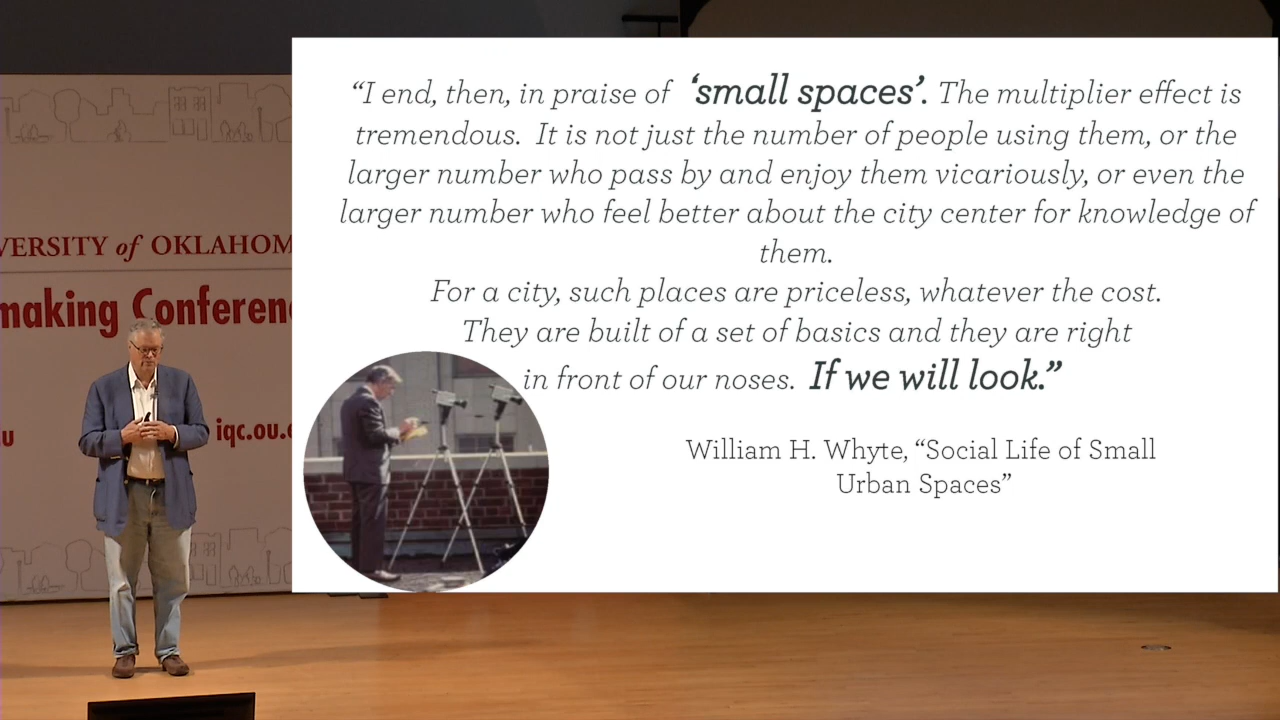 “I end, then, in praise of ‘small spaces’. The multiplier effect is
tremendous. It is not just the number of people using them, or the
larger number who pass by and enjoy them vicariously, or even the
larger number who feel better about the city center for knowledge of
them.
For a city, such places are priceless, whatever the cost.
They are built of a set of basics and they are right
in front of our noses. If we will look.”
William H. Whyte, “Social Life of Small
Urban Spaces”
VERSITY of OKLAHOM
making Conferen
u
iqc.ou.e